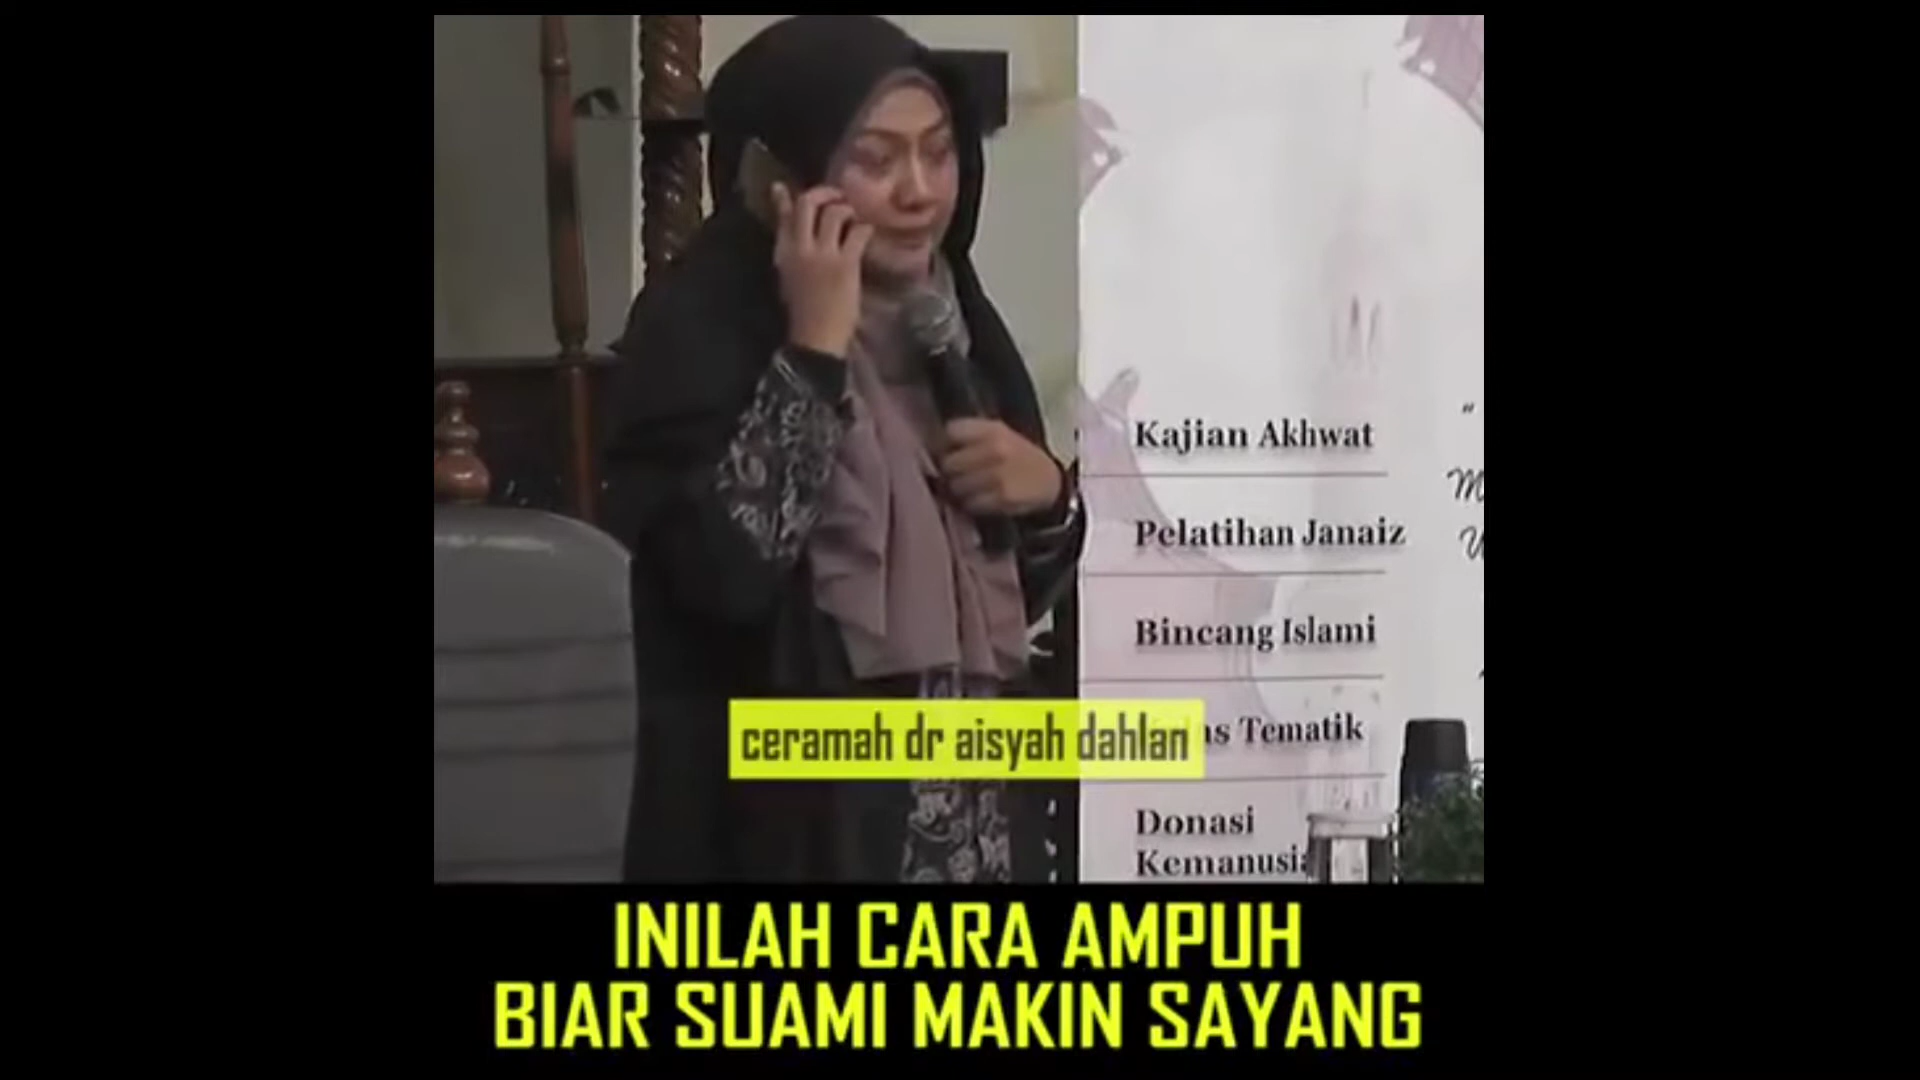 Kajian Akhwat
Pelatihan Janaiz
Bincang Islami
Tematik
Donasi
ceramah dr aisyah dahlan
INILAH CARA AMPUH
BIAR SUAMI MAKIN SAYANG